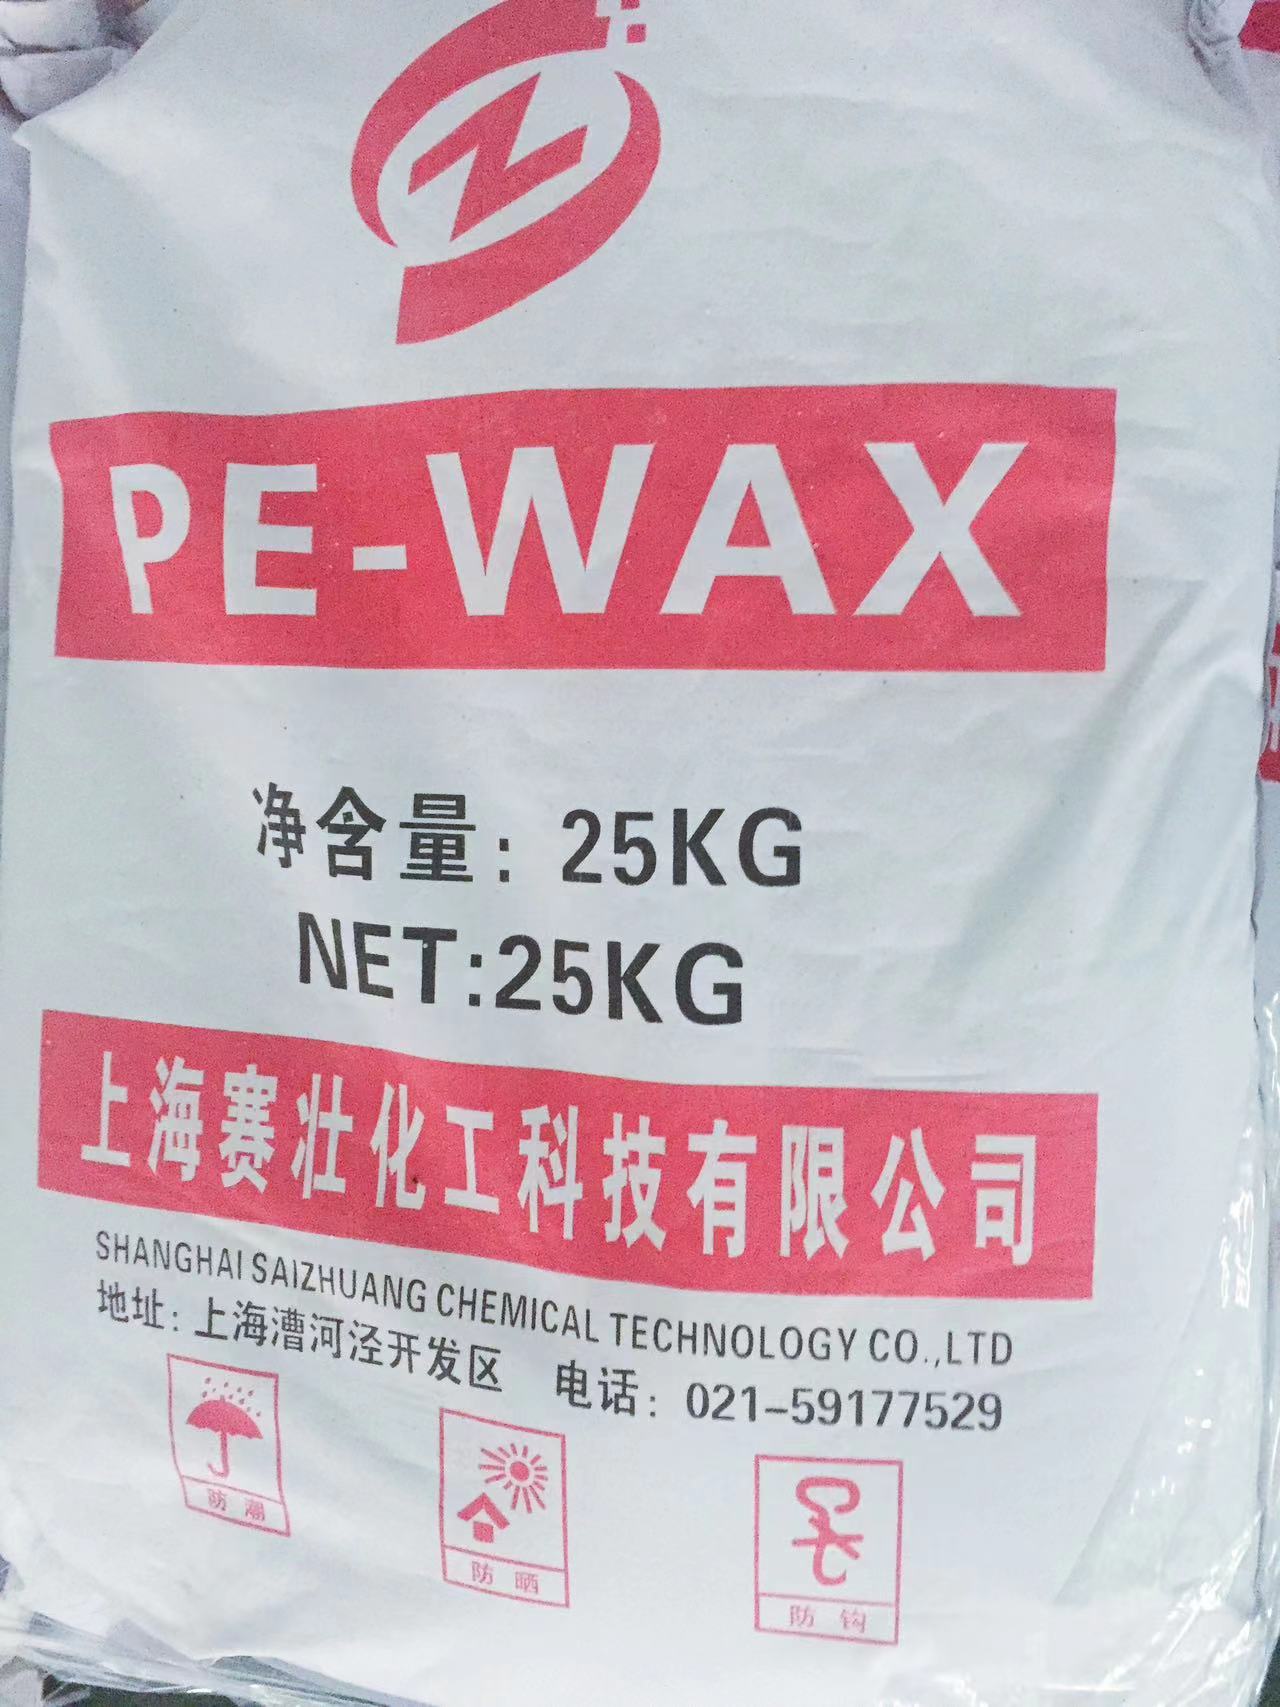 PE-WAX
净含量：25KG
NET:25KG
上海赛壮化工科技有限公司
SHANGHAI SAIZHUANG CHEMICAL TECHNOLOGY CO.,LTD
地址：上海漕河泾开发区 电话：021-59177529
防潮
防晒
防钩